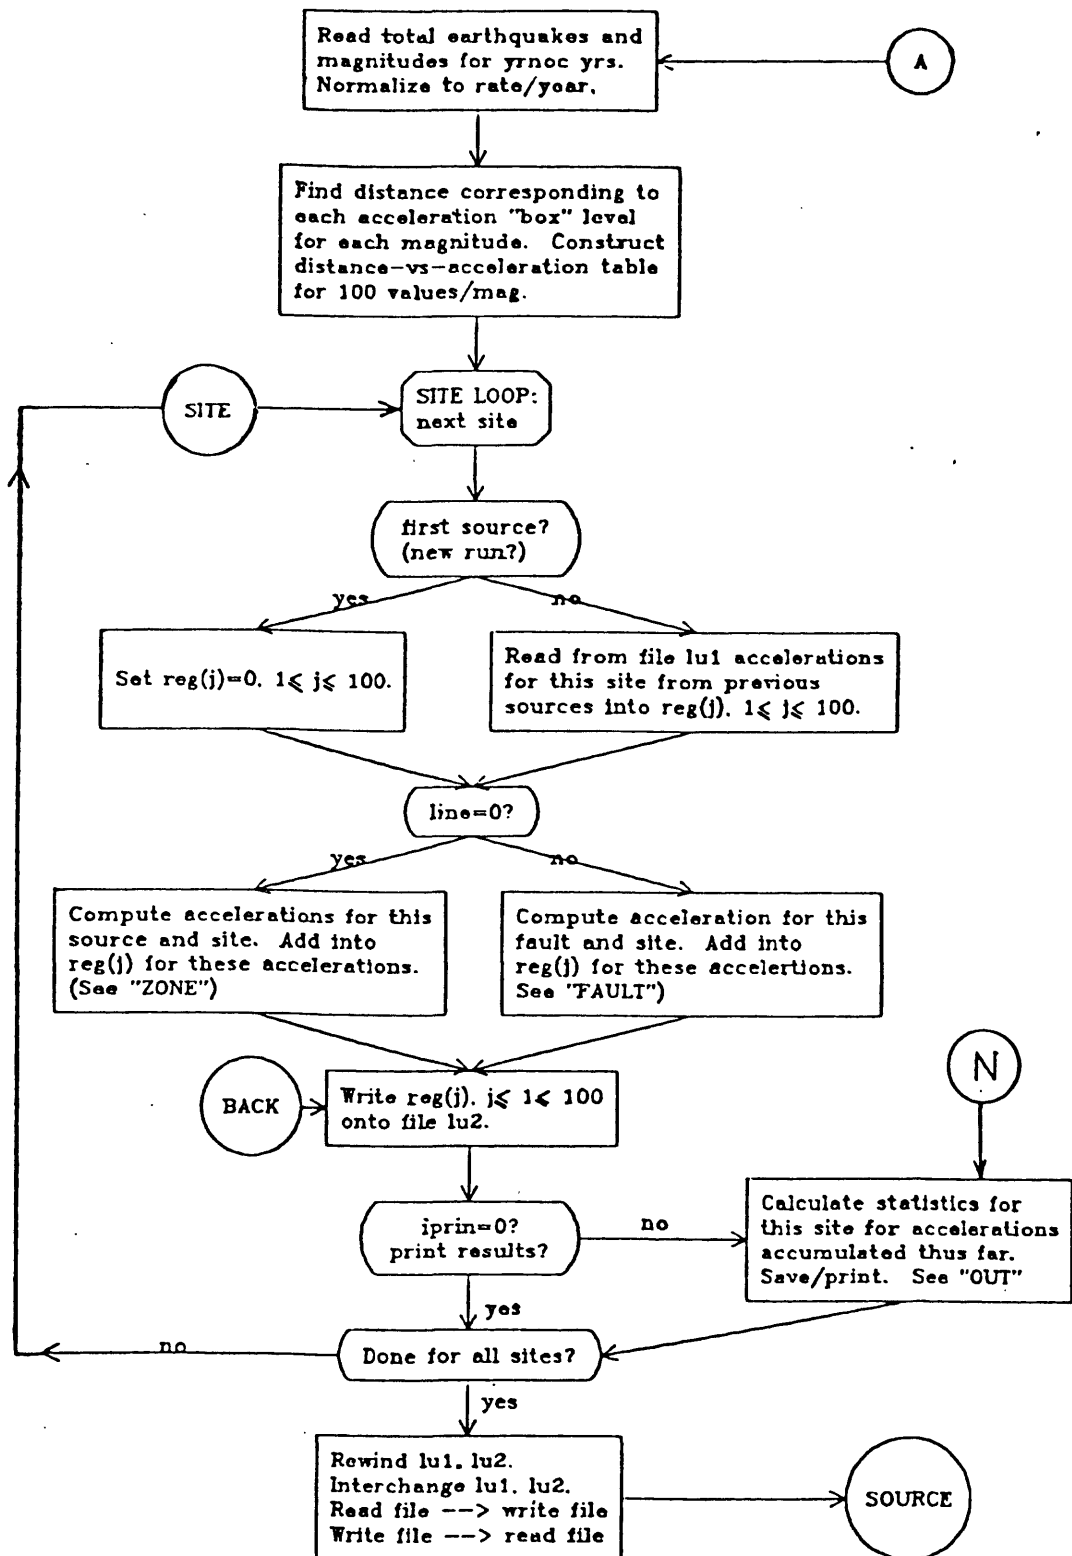 Read total earthquakes and
magnitudes for yrnoc yrs.
Normalize to rate/year.
A
Find distance corresponding to
each acceleration "box" level
for each magnitude. Construct
distance-vs-acceleration table
for 100 values/mag.
SITE
SITE LOOP:
next site
first source?
(new run?)
yes
no
Set reg(j)=0. 1⩽ j⩽ 100.
Read from file lu1 accelerations
for this site from previous
sources into reg(j). 1⩽ j⩽ 100.
line=0?
yes
no
Compute accelerations for this
source and site. Add into
reg(j) for these accelerations.
(See "ZONE")
Compute acceleration for this
fault and site. Add into
reg(j) for these accelertions.
See "FAULT")
BACK
Write reg(j). j⩽ 1⩽ 100
onto file lu2.
N
iprin=0?
print results?
no
Calculate statistics for
this site for accelerations
accumulated thus far.
Save/print. See "OUT"
yes
Done for all sites?
no
yes
Rewind lu1. lu2.
Interchange lu1. lu2.
Read file --> write file
Write file --> read file
SOURCE